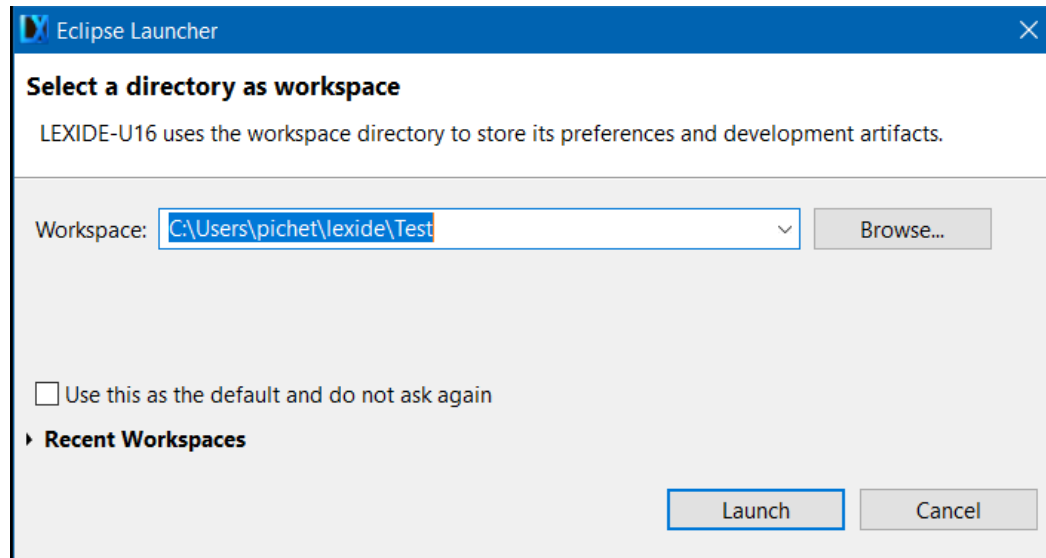 Eclipse Launcher
Select a directory as workspace
LEXIDE-U16 uses the workspace directory to store its preferences and development artifacts.
Workspace: C:\Users\pichet\lexide\Test Browse...
Use this as the default and do not ask again
Recent Workspaces
Launch Cancel